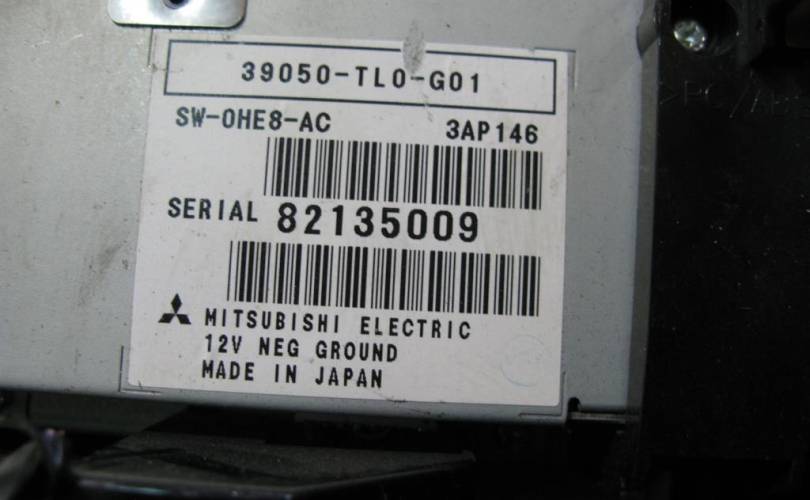 39050-TL0-G01
SW-0HE8-AC 3AP146
SERIAL 82135009
MITSUBISHI ELECTRIC
12V NEG GROUND
MADE IN JAPAN